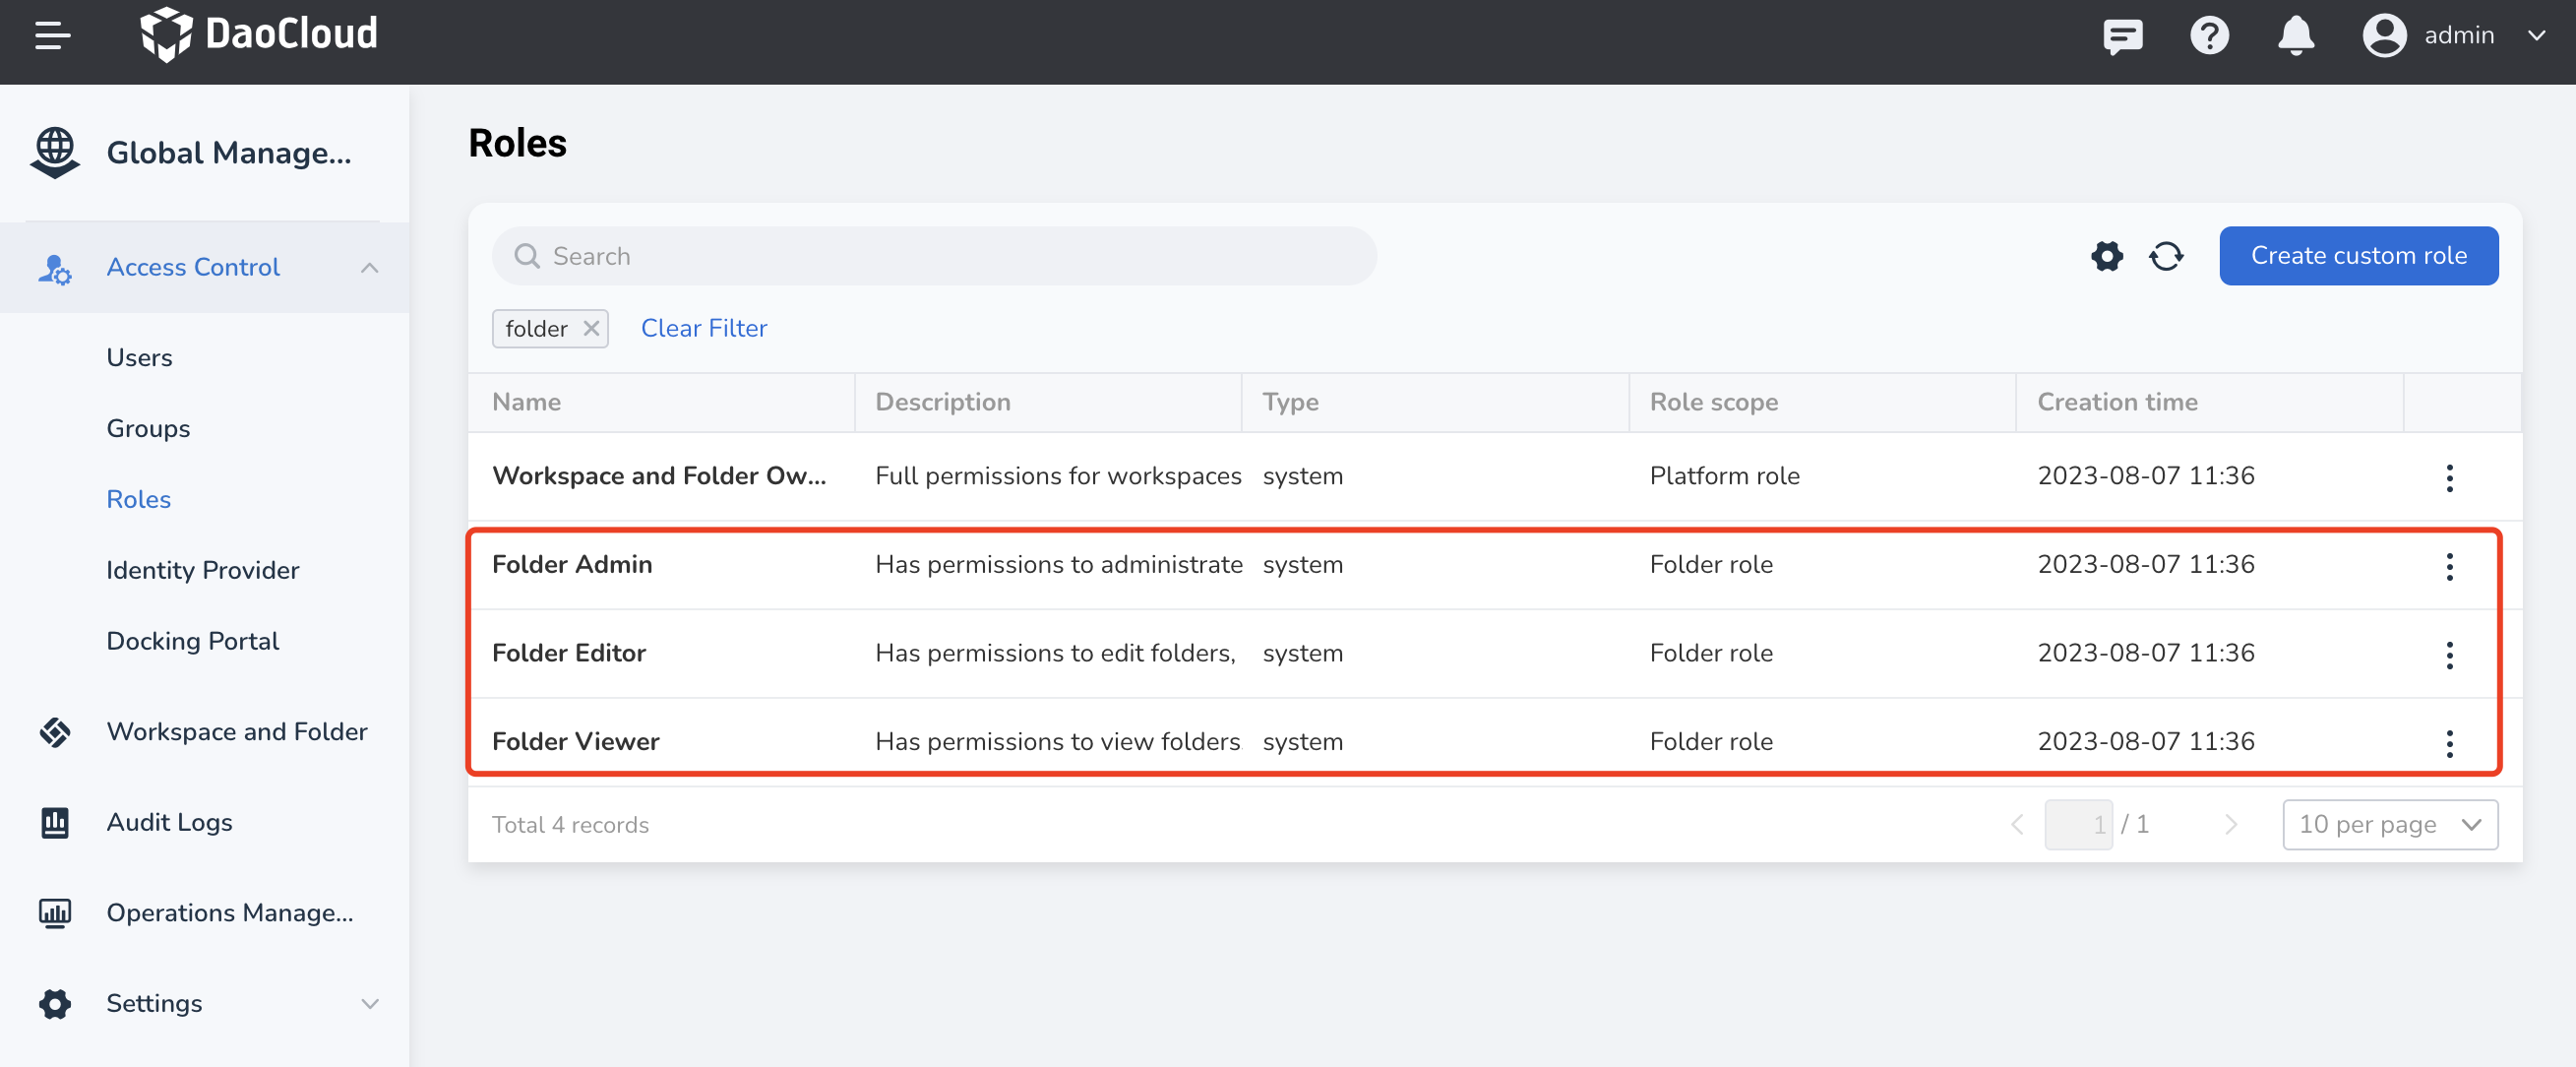 DaoCloud
admin
Global Manage...
Access Control
Users
Groups
Roles
Identity Provider
Docking Portal
Workspace and Folder
Audit Logs
Operations Manage...
Settings
Roles
Search
Create custom role
folder Clear Filter
Name Description Type Role scope Creation time
Workspace and Folder Ow... Full permissions for workspaces system Platform role 2023-08-07 11:36
Folder Admin Has permissions to administrate system Folder role 2023-08-07 11:36
Folder Editor Has permissions to edit folders, system Folder role 2023-08-07 11:36
Folder Viewer Has permissions to view folders system Folder role 2023-08-07 11:36
Total 4 records 1 / 1 10 per page